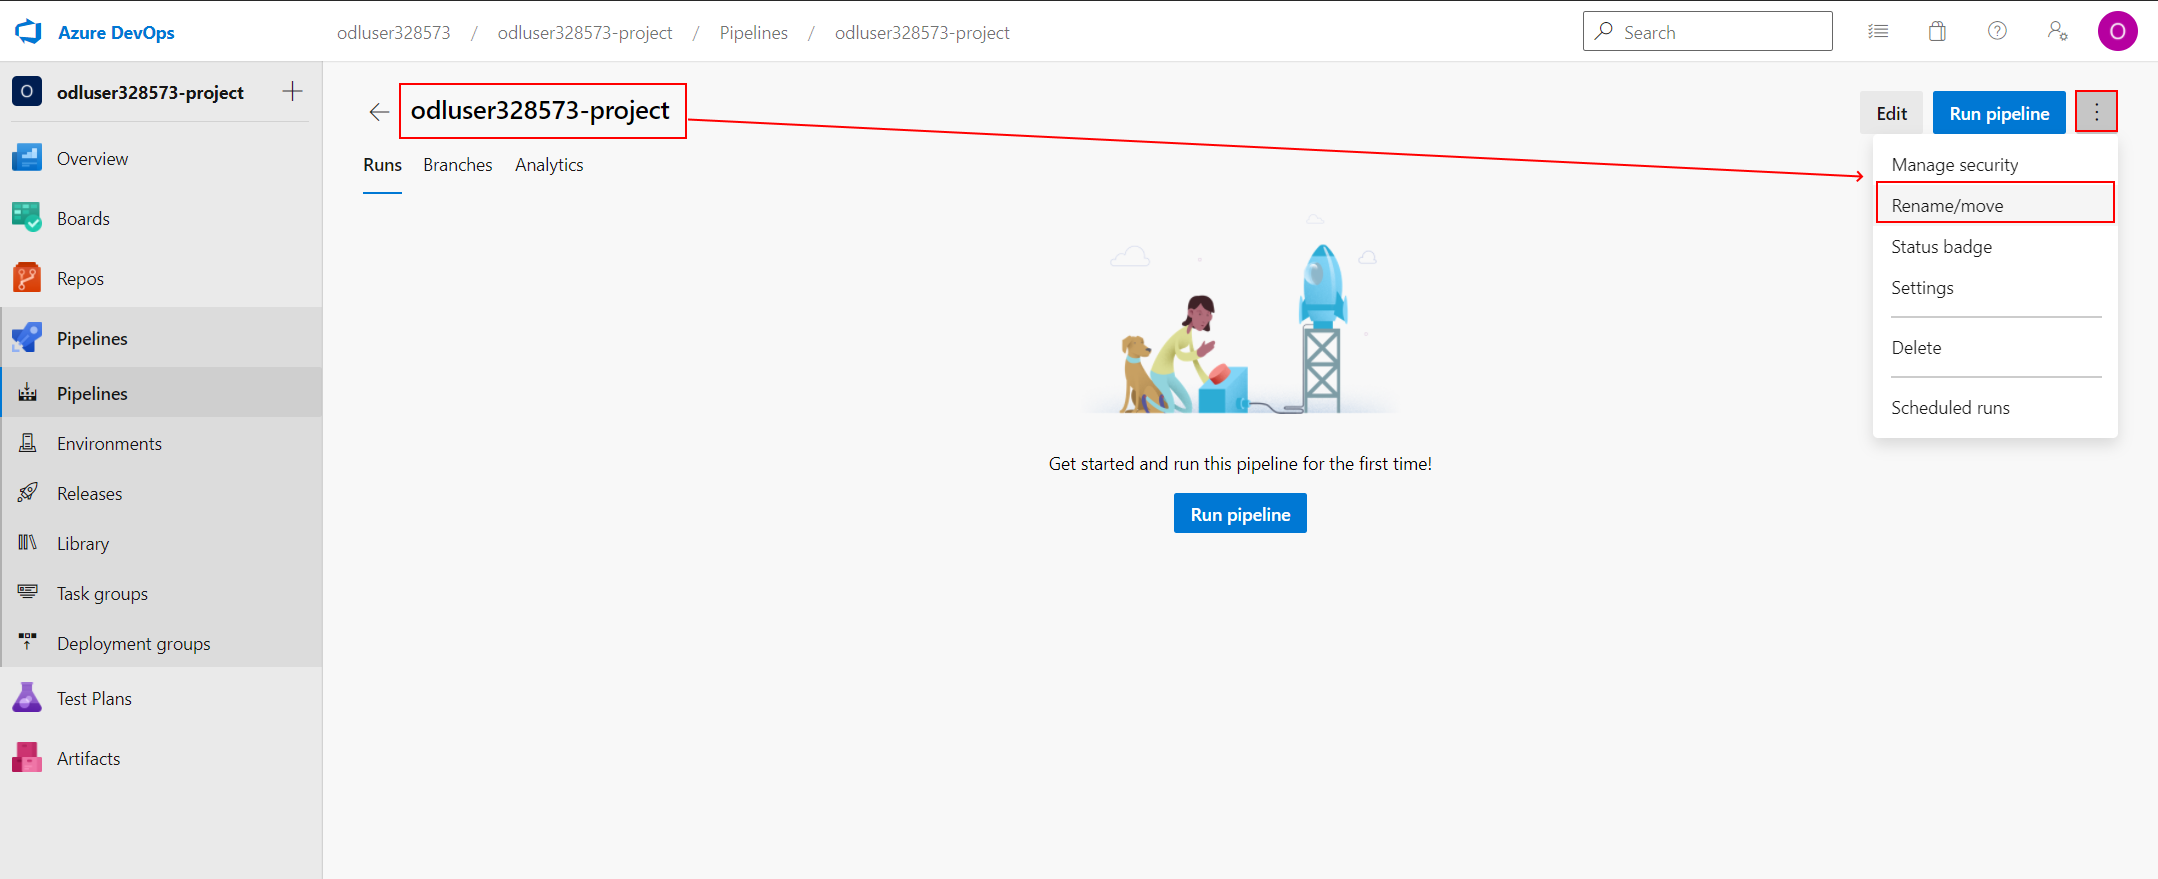 Azure DevOps
odluser328573 / odluser328573-project / Pipelines / odluser328573-project
Search
O
O
odluser328573-project
Overview
Boards
Repos
Pipelines
Pipelines
Environments
Releases
Library
Task groups
Deployment groups
Test Plans
Artifacts
odluser328573-project
Edit
Run pipeline
Runs
Branches
Analytics
Manage security
Rename/move
Status badge
Settings
Delete
Scheduled runs
Get started and run this pipeline for the first time!
Run pipeline